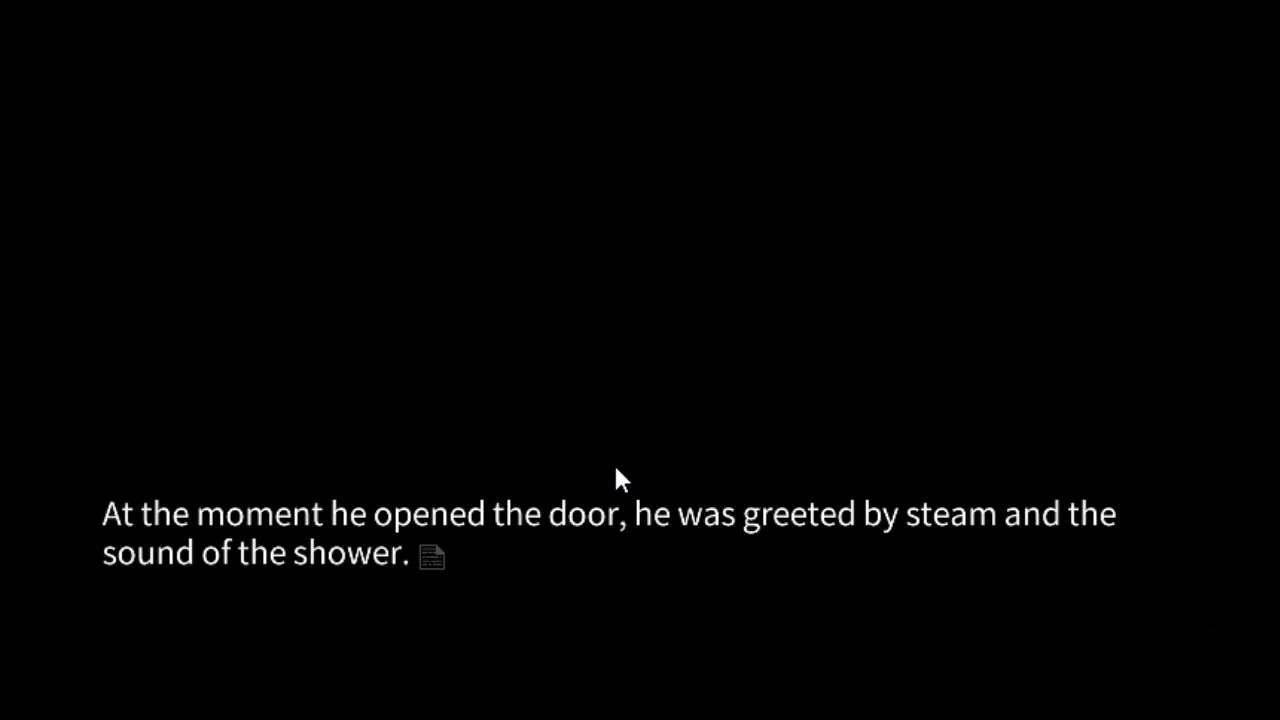 At the moment he opened the door, he was greeted by steam and the
sound of the shower.